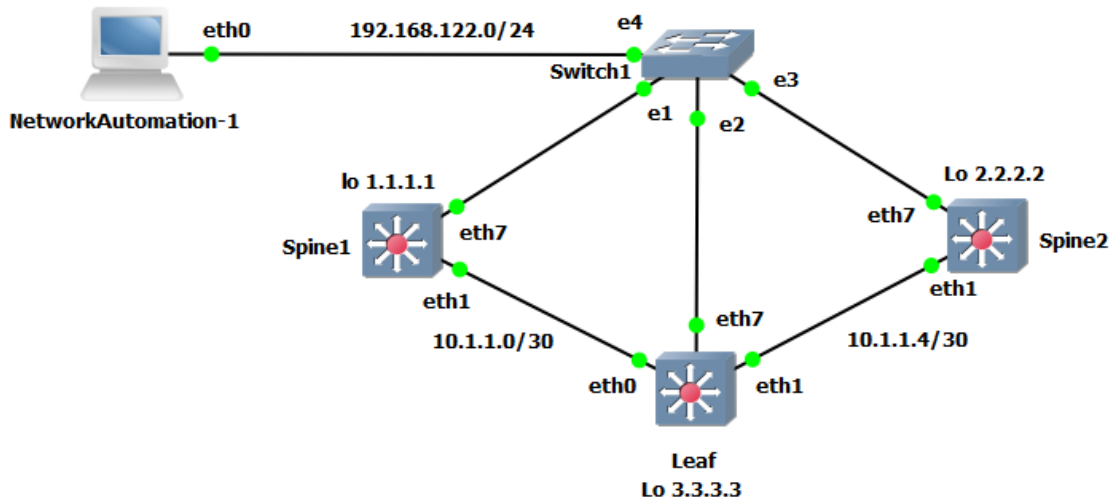 eth0
192.168.122.0/24
e4
Switch1
NetworkAutomation-1
e1
e2
e3
lo 1.1.1.1
Lo 2.2.2.2
eth7
eth7
Spine1
Spine2
eth1
eth1
eth7
10.1.1.0/30
10.1.1.4/30
eth0
eth1
Leaf
Lo 3.3.3.3